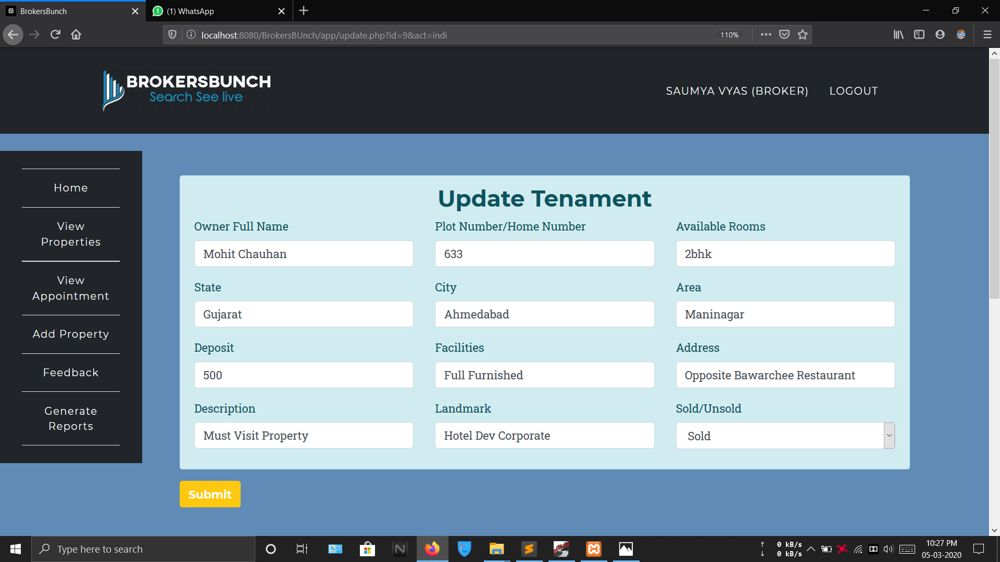 BrokersBunch
(1) WhatsApp
localhost:8080/BrokersBUnch/app/update.php?id=9&act=indi
110%
BROKERSBUNCH
Search See live
SAUMYA VYAS (BROKER)
LOGOUT
Home
View
Properties
View
Appointment
Add Property
Feedback
Generate
Reports
Update Tenament
Owner Full Name
Plot Number/Home Number
Available Rooms
Mohit Chauhan
633
2bhk
State
City
Area
Gujarat
Ahmedabad
Maninagar
Deposit
Facilities
Address
500
Full Furnished
Opposite Bawarchee Restaurant
Description
Landmark
Sold/Unsold
Must Visit Property
Hotel Dev Corporate
Sold
Submit
Type here to search
0 kB/s
0 kB/s
10:27 PM
05-03-2020